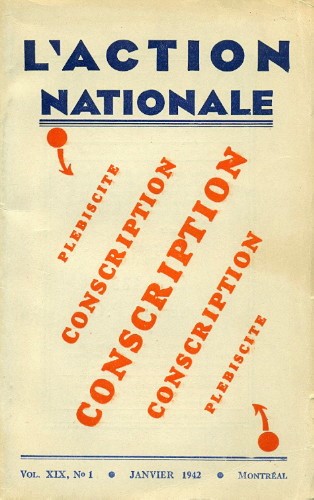 L'ACTION
NATIONALE
PLEBISCITE
CONSCRIPTION
CONSCRIPTION
CONSCRIPTION
PLEBISCITE
VOL. XIX, No 1 • JANVIER 1942 • MONTRÉAL